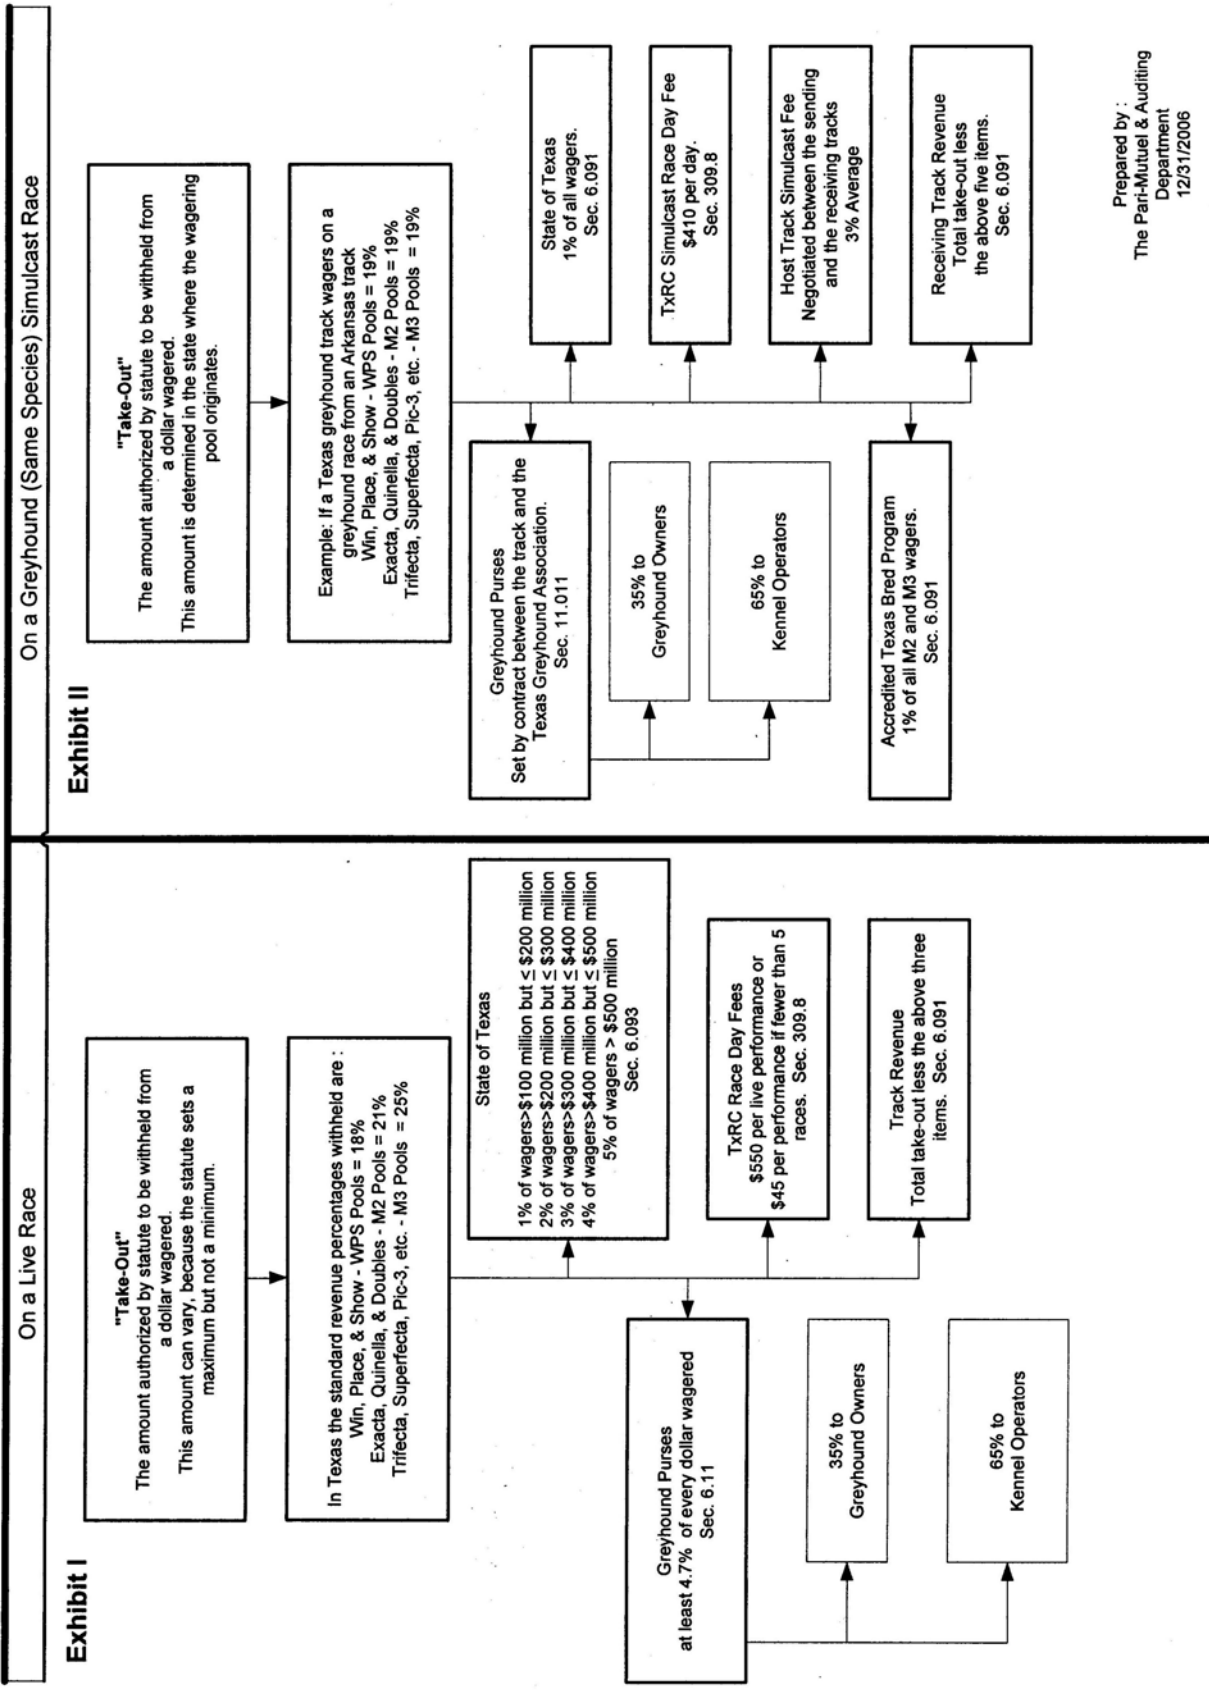 On a Live Race
Exhibit I
"Take-Out"
The amount authorized by statute to be withheld from
a dollar wagered.
This amount can vary, because the statute sets a
maximum but not a minimum.
In Texas the standard revenue percentages withheld are :
Win, Place, & Show - WPS Pools = 18%
Exacta, Quinella, & Doubles - M2 Pools = 21%
Trifecta, Superfecta, Pic-3, etc. - M3 Pools = 25%
State of Texas
1% of wagers>$100 million but ≤ $200 million
2% of wagers>$200 million but ≤ $300 million
3% of wagers>$300 million but ≤ $400 million
4% of wagers>$400 million but ≤ $500 million
5% of wagers > $500 million
Sec. 6.093
Greyhound Purses
at least 4.7% of every dollar wagered
Sec. 6.11
35% to
Greyhound Owners
65% to
Kennel Operators
TxRC Race Day Fees
$550 per live performance or
$45 per performance if fewer than 5
races. Sec. 309.8
Track Revenue
Total take-out less the above three
items. Sec. 6.091
On a Greyhound (Same Species) Simulcast Race
Exhibit II
"Take-Out"
The amount authorized by statute to be withheld from
a dollar wagered.
This amount is determined in the state where the wagering
pool originates.
Example: If a Texas greyhound track wagers on a
greyhound race from an Arkansas track
Win, Place, & Show - WPS Pools = 19%
Exacta, Quinella, & Doubles - M2 Pools = 19%
Trifecta, Superfecta, Pic-3, etc. - M3 Pools = 19%
Greyhound Purses
Set by contract between the track and the
Texas Greyhound Association.
Sec. 11.011
35% to
Greyhound Owners
65% to
Kennel Operators
Accredited Texas Bred Program
1% of all M2 and M3 wagers.
Sec. 6.091
State of Texas
1% of all wagers.
Sec. 6.091
TxRC Simulcast Race Day Fee
$410 per day.
Sec. 309.8
Host Track Simulcast Fee
Negotiated between the sending
and the receiving tracks
3% Average
Receiving Track Revenue
Total take-out less
the above five items.
Sec. 6.091
Prepared by :
The Pari-Mutuel & Auditing
Department
12/31/2006